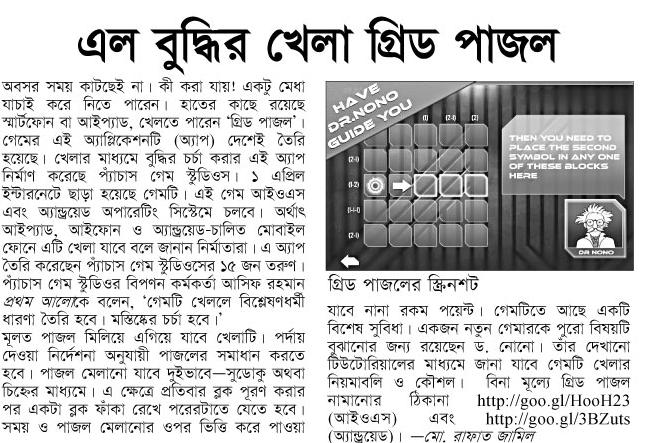 এল বুদ্ধির খেলা গ্রিড পাজল
অবসর সময় কাটছেই না। কী করা যায়! একটু মেধা
যাচাই করে নিতে পারেন। হাতের কাছে রয়েছে
স্মার্টফোন বা আইপ্যাড, খেলতে পারেন ‘গ্রিড পাজল’।
গেমের এই অ্যাপ্লিকেশনটি (অ্যাপ) দেশেই তৈরি
হয়েছে। খেলার মাধ্যমে বুদ্ধির চর্চা করার এই অ্যাপ
নির্মাণ করেছে প্যাঁচাস গেম স্টুডিওস। ১ এপ্রিল
ইন্টারনেটে ছাড়া হয়েছে গেমটি। এই গেম আইওএস
এবং অ্যান্ড্রয়েড অপারেটিং সিস্টেমে চলবে। অর্থাৎ
আইপ্যাড, আইফোন ও অ্যান্ড্রয়েড-চালিত মোবাইল
ফোনে এটি খেলা যাবে বলে জানান নির্মাতারা। এ অ্যাপ
তৈরি করেছেন প্যাঁচাস গেম স্টুডিওসের ১৫ জন তরুণ।
প্যাঁচাস গেম স্টুডিওর বিপণন কর্মকর্তা আসিফ রহমান
প্রথম আলোকে বলেন, ‘গেমটি খেললে বিশ্লেষণধর্মী
ধারণা তৈরি হবে। মস্তিষ্কের চর্চা হবে।’
মূলত পাজল মিলিয়ে এগিয়ে যাবে খেলাটি। পর্দায়
দেওয়া নির্দেশনা অনুযায়ী পাজলের সমাধান করতে
হবে। পাজল মেলানো যাবে দুইভাবে—সুডোকু অথবা
চিহ্নের মাধ্যমে। এ ক্ষেত্রে প্রতিবার ব্লক পূরণ করার
পর একটা ব্লক ফাঁকা রেখে পরেরটাতে যেতে হবে।
সময় ও পাজল মেলানোর ওপর ভিত্তি করে পাওয়া
HAVE
DR.NONO
GUIDE YOU
(1) (2-1) (2)
(2-1)
(1-2)
(1-1-1)
(2-1)
THEN YOU NEED TO
PLACE THE SECOND
SYMBOL IN ANY ONE
OF THESE BLOCKS
HERE
DR NONO
গ্রিড পাজলের স্ক্রিনশট
যাবে নানা রকম পয়েন্ট। গেমটিতে আছে একটি
বিশেষ সুবিধা। একজন নতুন গেমারকে পুরো বিষয়টি
বুঝানোর জন্য রয়েছেন ড. নোনো। তাঁর দেখানো
টিউটোরিয়ালের মাধ্যমে জানা যাবে গেমটি খেলার
নিয়মাবলি ও কৌশল। বিনা মূল্যে গ্রিড পাজল
নামানোর ঠিকানা http://goo.gl/HooH23
(আইওএস) এবং http://goo.gl/3BZuts
(অ্যান্ড্রয়েড)। —মো. রাফাত জামিল